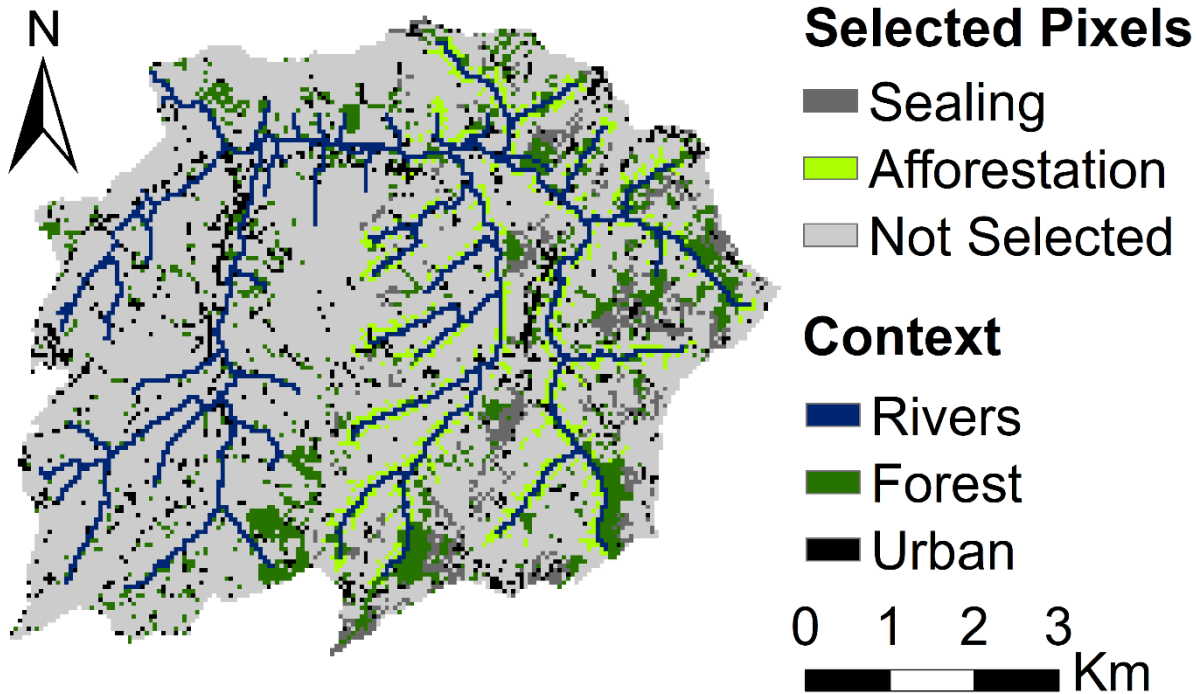 N
Selected Pixels
Sealing
Afforestation
Not Selected
Context
Rivers
Forest
Urban
0 1 2 3
Km